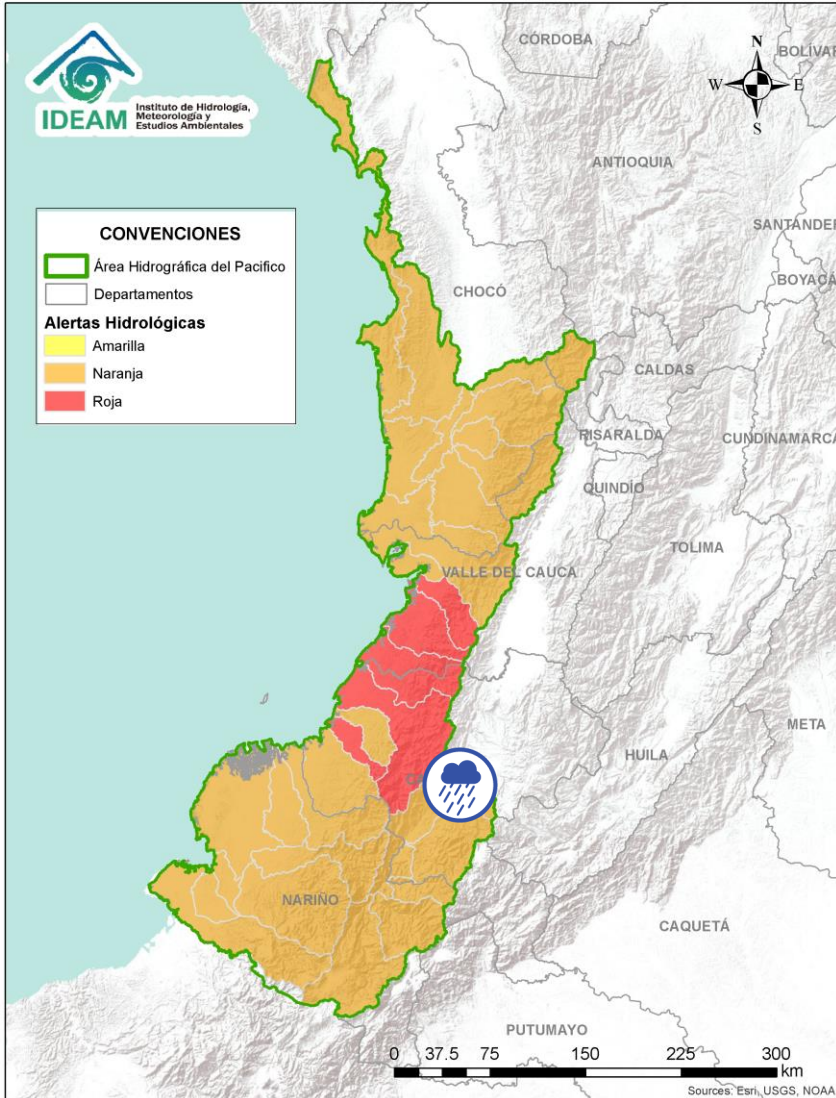 IDEAM
Instituto de Hidrología,
Meteorología y
Estudios Ambientales
N
W E
S
CÓRDOBA
BOLÍVAR
ANTIOQUIA
SANTANDER
BOYACÁ
CHOCÓ
CALDAS
RISARALDA
CUNDINAMARCA
QUINDÍO
TOLIMA
VALLE DEL CAUCA
META
HUILA
NARIÑO
CAQUETÁ
PUTUMAYO
CONVENCIONES
Área Hidrográfica del Pacifico
Departamentos
Alertas Hidrológicas
Amarilla
Naranja
Roja
0 37.5 75 150 225 300
km
Sources: Esri, USGS, NOAA